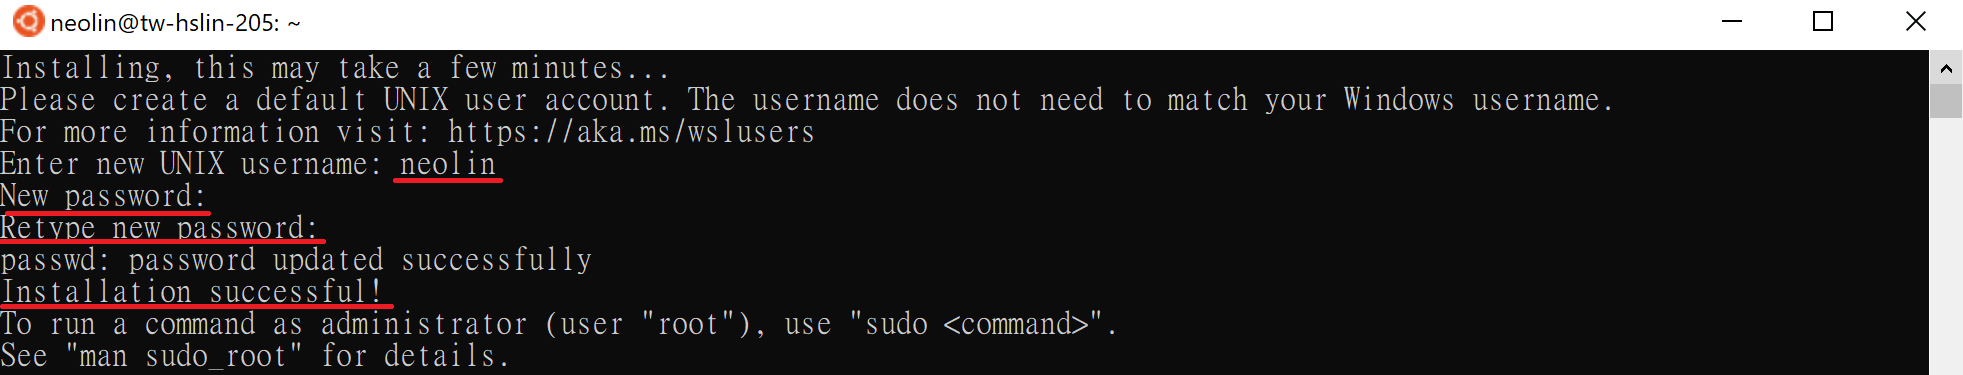 neolin@tw-hslin-205: ~
Installing, this may take a few minutes...
Please create a default UNIX user account. The username does not need to match your Windows username.
For more information visit: https://aka.ms/wslusers
Enter new UNIX username: neolin
New password:
Retype new password:
passwd: password updated successfully
Installation successful!
To run a command as administrator (user "root"), use "sudo <command>".
See "man sudo_root" for details.